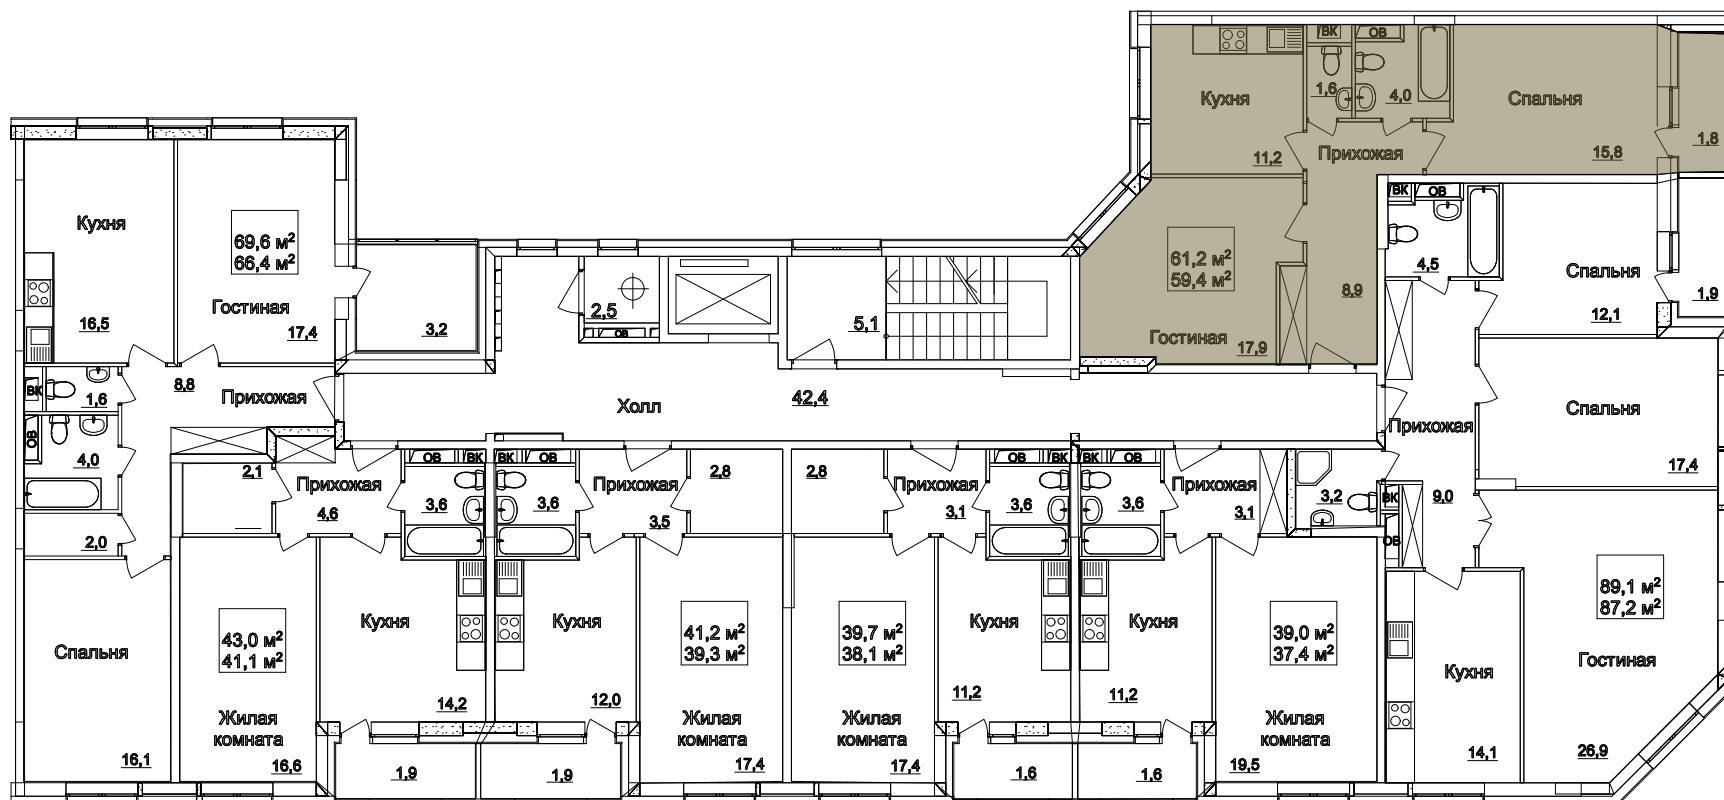 ВК
ОВ
Кухня
1,6
4,0
Спальня
11,2
Прихожая
15,8
1,8
61,2 м²
59,4 м²
8,9
Гостиная
17,9
Кухня
16,5
69,6 м²
66,4 м²
Гостиная
17,4
3,2
2,5
ОВ
5,1
ВК
ОВ
4,5
Спальня
12,1
1,9
ВК
1,6
8,8
Прихожая
ОВ
4,0
2,0
Холл
42,4
Прихожая
Спальня
17,4
9,0
2,1
Прихожая
4,6
ОВ
ВК
3,6
ВК
ОВ
3,6
Прихожая
3,5
2,8
2,8
Прихожая
3,1
ОВ
ВК
3,6
ВК
ОВ
3,6
Прихожая
3,1
3,2
ВК
ОВ
Спальня
16,1
43,0 м²
41,1 м²
Жилая
комната
16,6
Кухня
14,2
1,9
Кухня
12,0
1,9
41,2 м²
39,3 м²
Жилая
комната
17,4
39,7 м²
38,1 м²
Жилая
комната
17,4
Кухня
11,2
1,6
Кухня
11,2
1,6
39,0 м²
37,4 м²
Жилая
комната
19,5
Кухня
14,1
89,1 м²
87,2 м²
Гостиная
26,9